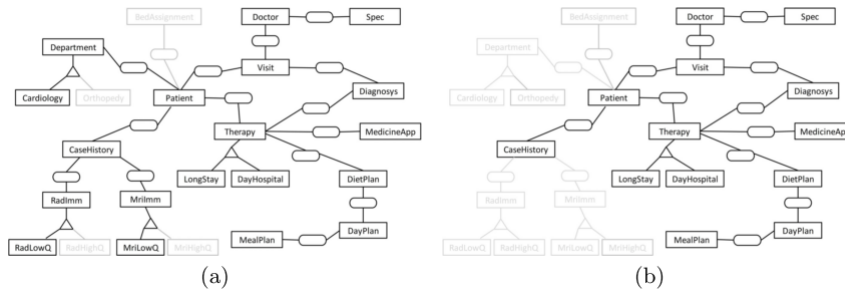 BedAssignment
Doctor
Spec
Department
Visit
Cardiology
Orthopedy
Patient
Diagnosys
Therapy
MedicineApp
CaseHistory
LongStay
DayHospital
DietPlan
RadImm
MriImm
RadLowQ
RadHighQ
MriLowQ
MriHighQ
MealPlan
DayPlan
(a)
BedAssignment
Doctor
Spec
Department
Visit
Cardiology
Orthopedy
Patient
Diagnosys
Therapy
MedicineApp
CaseHistory
LongStay
DayHospital
DietPlan
RadImm
MriImm
RadLowQ
RadHighQ
MriLowQ
MriHighQ
MealPlan
DayPlan
(b)